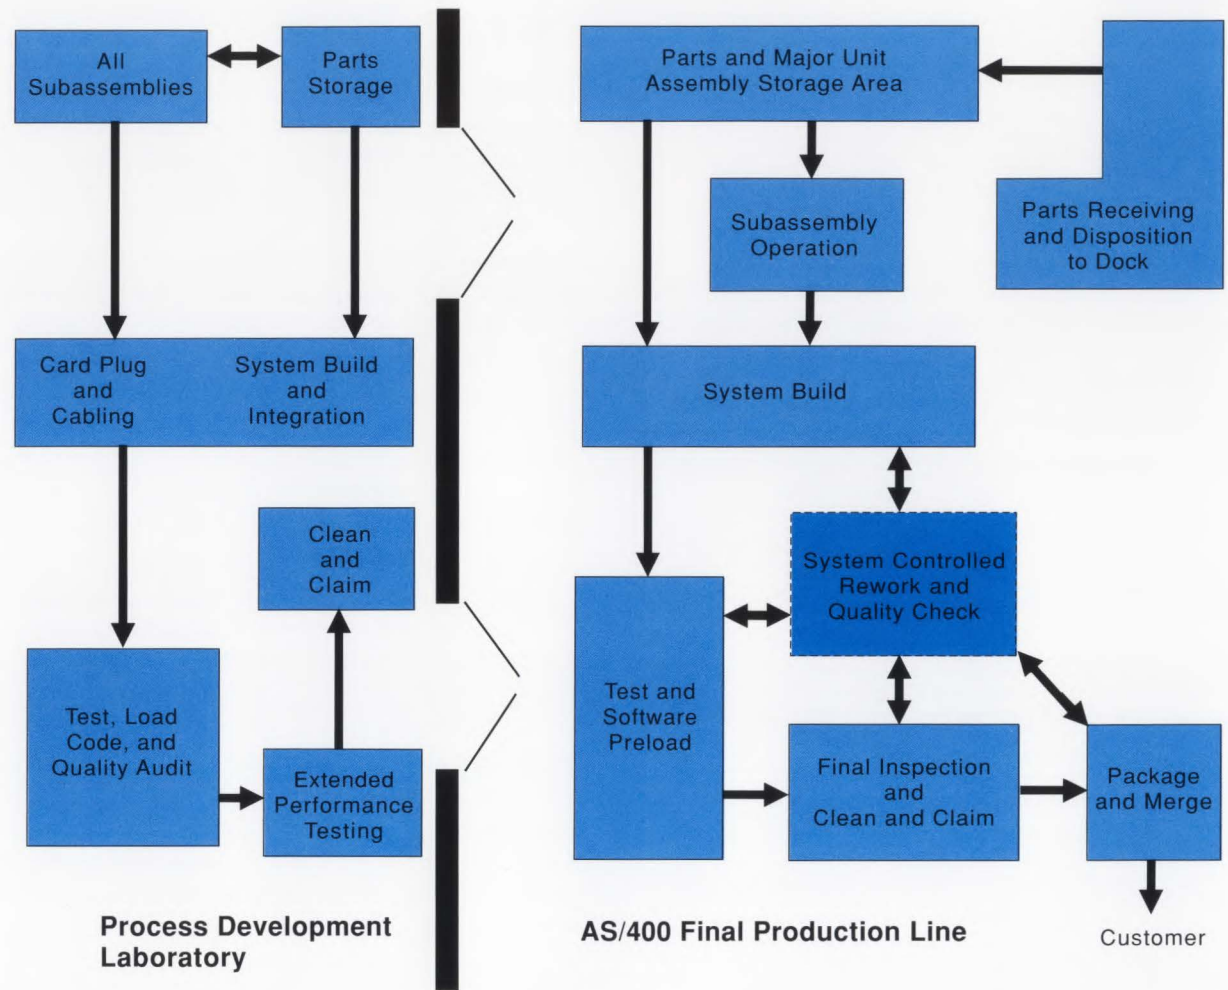 All
Subassemblies
Parts
Storage
Card Plug
and
Cabling
System Build
and
Integration
Clean
and
Claim
Test, Load
Code, and
Quality Audit
Extended
Performance
Testing
Process Development
Laboratory
Parts and Major Unit
Assembly Storage Area
Subassembly
Operation
Parts Receiving
and Disposition
to Dock
System Build
System Controlled
Rework and
Quality Check
Test and
Software
Preload
Final Inspection
and
Clean and Claim
Package
and Merge
AS/400 Final Production Line
Customer